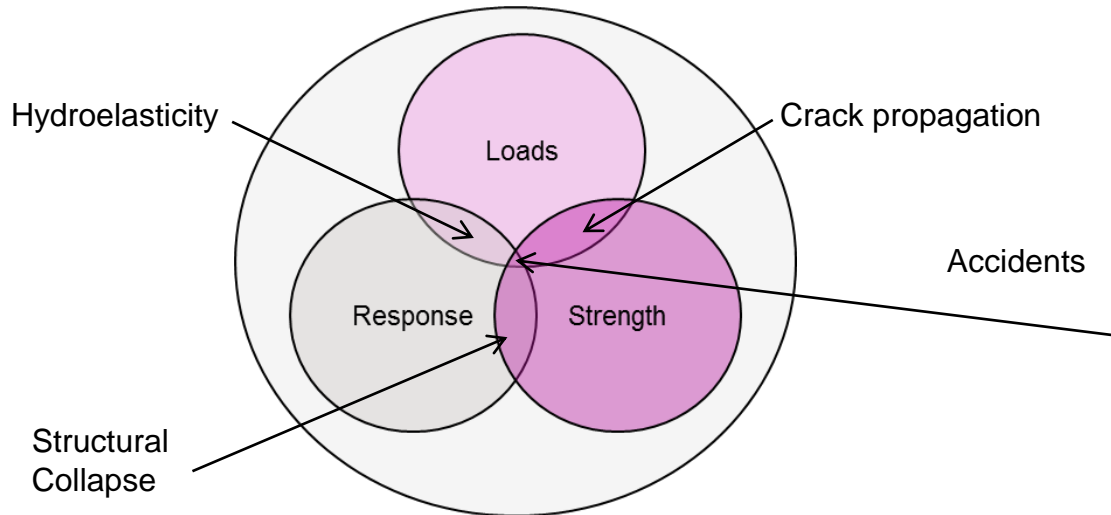 Hydroelasticity
Crack propagation
Loads
Accidents
Response
Strength
Structural
Collapse